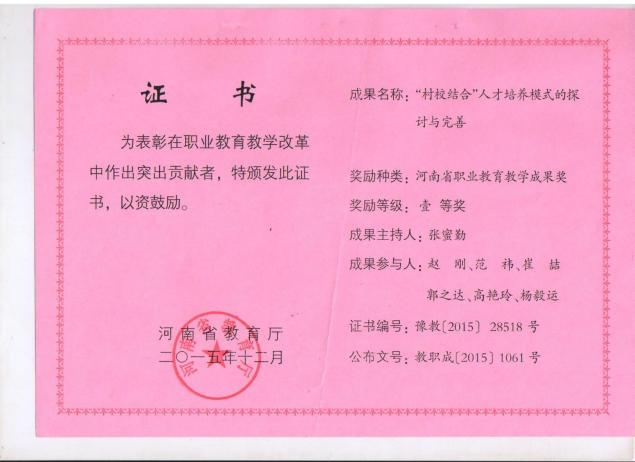 证 书
为表彰在职业教育教学改革
中作出突出贡献者，特颁发此证
书，以资鼓励。
河南省教育厅
二〇一五年十二月
河南省教育厅
成果名称：“村校结合”人才培养模式的探
讨与完善
奖励种类：河南省职业教育教学成果奖
奖励等级：壹 等奖
成果主持人：张蜜勤
成果参与人：赵 刚、范 祎、崔 喆
郭之达、高艳玲、杨毅运
证书编号：豫教〔2015〕28518 号
公布文号：教职成〔2015〕1061 号